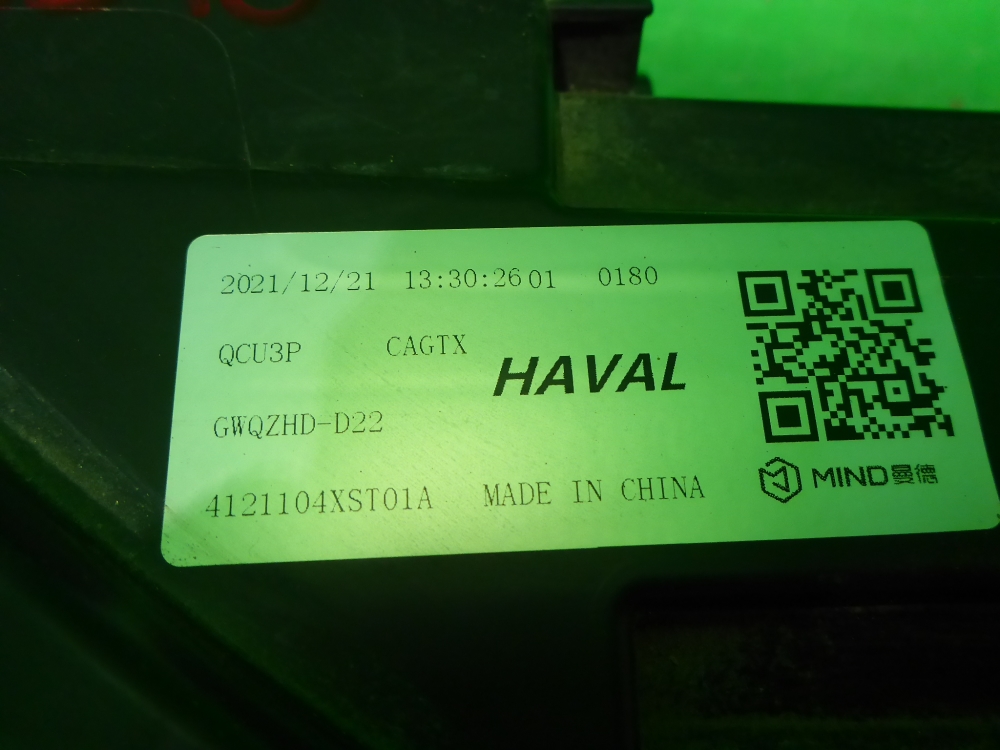 2021/12/21 13:30:26 01 0180
QCU3P CAGTX
HAVAL
GWQZHD-D22
4121104XST01A MADE IN CHINA
MIND曼德